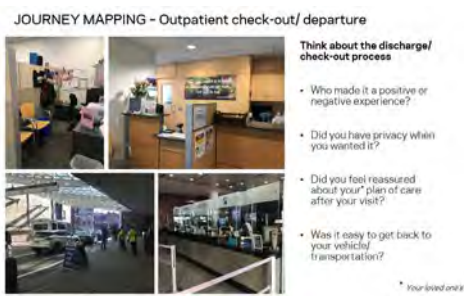 JOURNEY MAPPING – Outpatient check-out/ departure
Think about the discharge/
check-out process
• Who made it a positive or
negative experience?
• Did you have privacy when
you wanted it?
• Did you feel reassured
about your* plan of care
after your visit?
• Was it easy to get back to
your vehicle/
transportation?
* Your loved one's